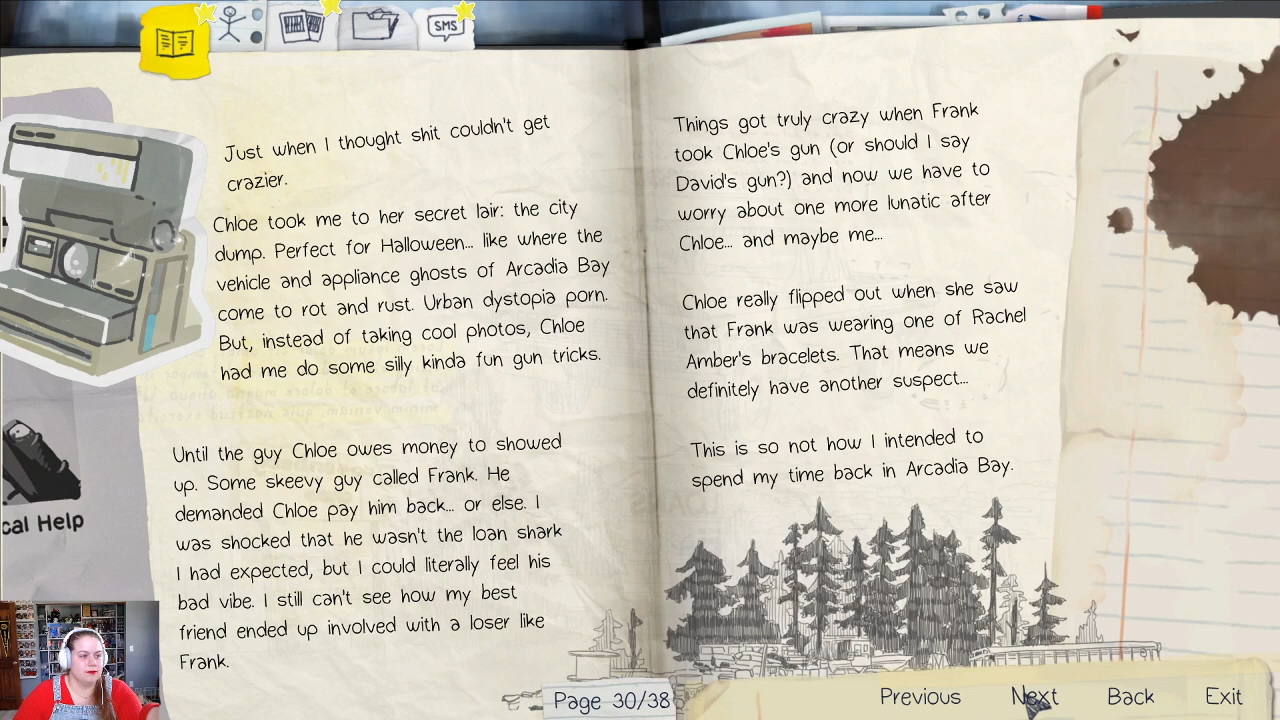 SMS
Just when I thought shit couldn't get
crazier.
Chloe took me to her secret lair: the city
dump. Perfect for Halloween... like where the
vehicle and appliance ghosts of Arcadia Bay
come to rot and rust. Urban dystopia porn.
But, instead of taking cool photos, Chloe
had me do some silly kinda fun gun tricks.
Until the guy Chloe owes money to showed
up. Some skeevy guy called Frank. He
demanded Chloe pay him back... or else. I
was shocked that he wasn't the loan shark
I had expected, but I could literally feel his
bad vibe. I still can't see how my best
friend ended up involved with a loser like
Frank.
Things got truly crazy when Frank
took Chloe's gun (or should I say
David's gun?) and now we have to
worry about one more lunatic after
Chloe... and maybe me...
Chloe really flipped out when she saw
that Frank was wearing one of Rachel
Amber's bracelets. That means we
definitely have another suspect...
This is so not how I intended to
spend my time back in Arcadia Bay.
cal Help
Page 30/38
Previous Next Back Exit